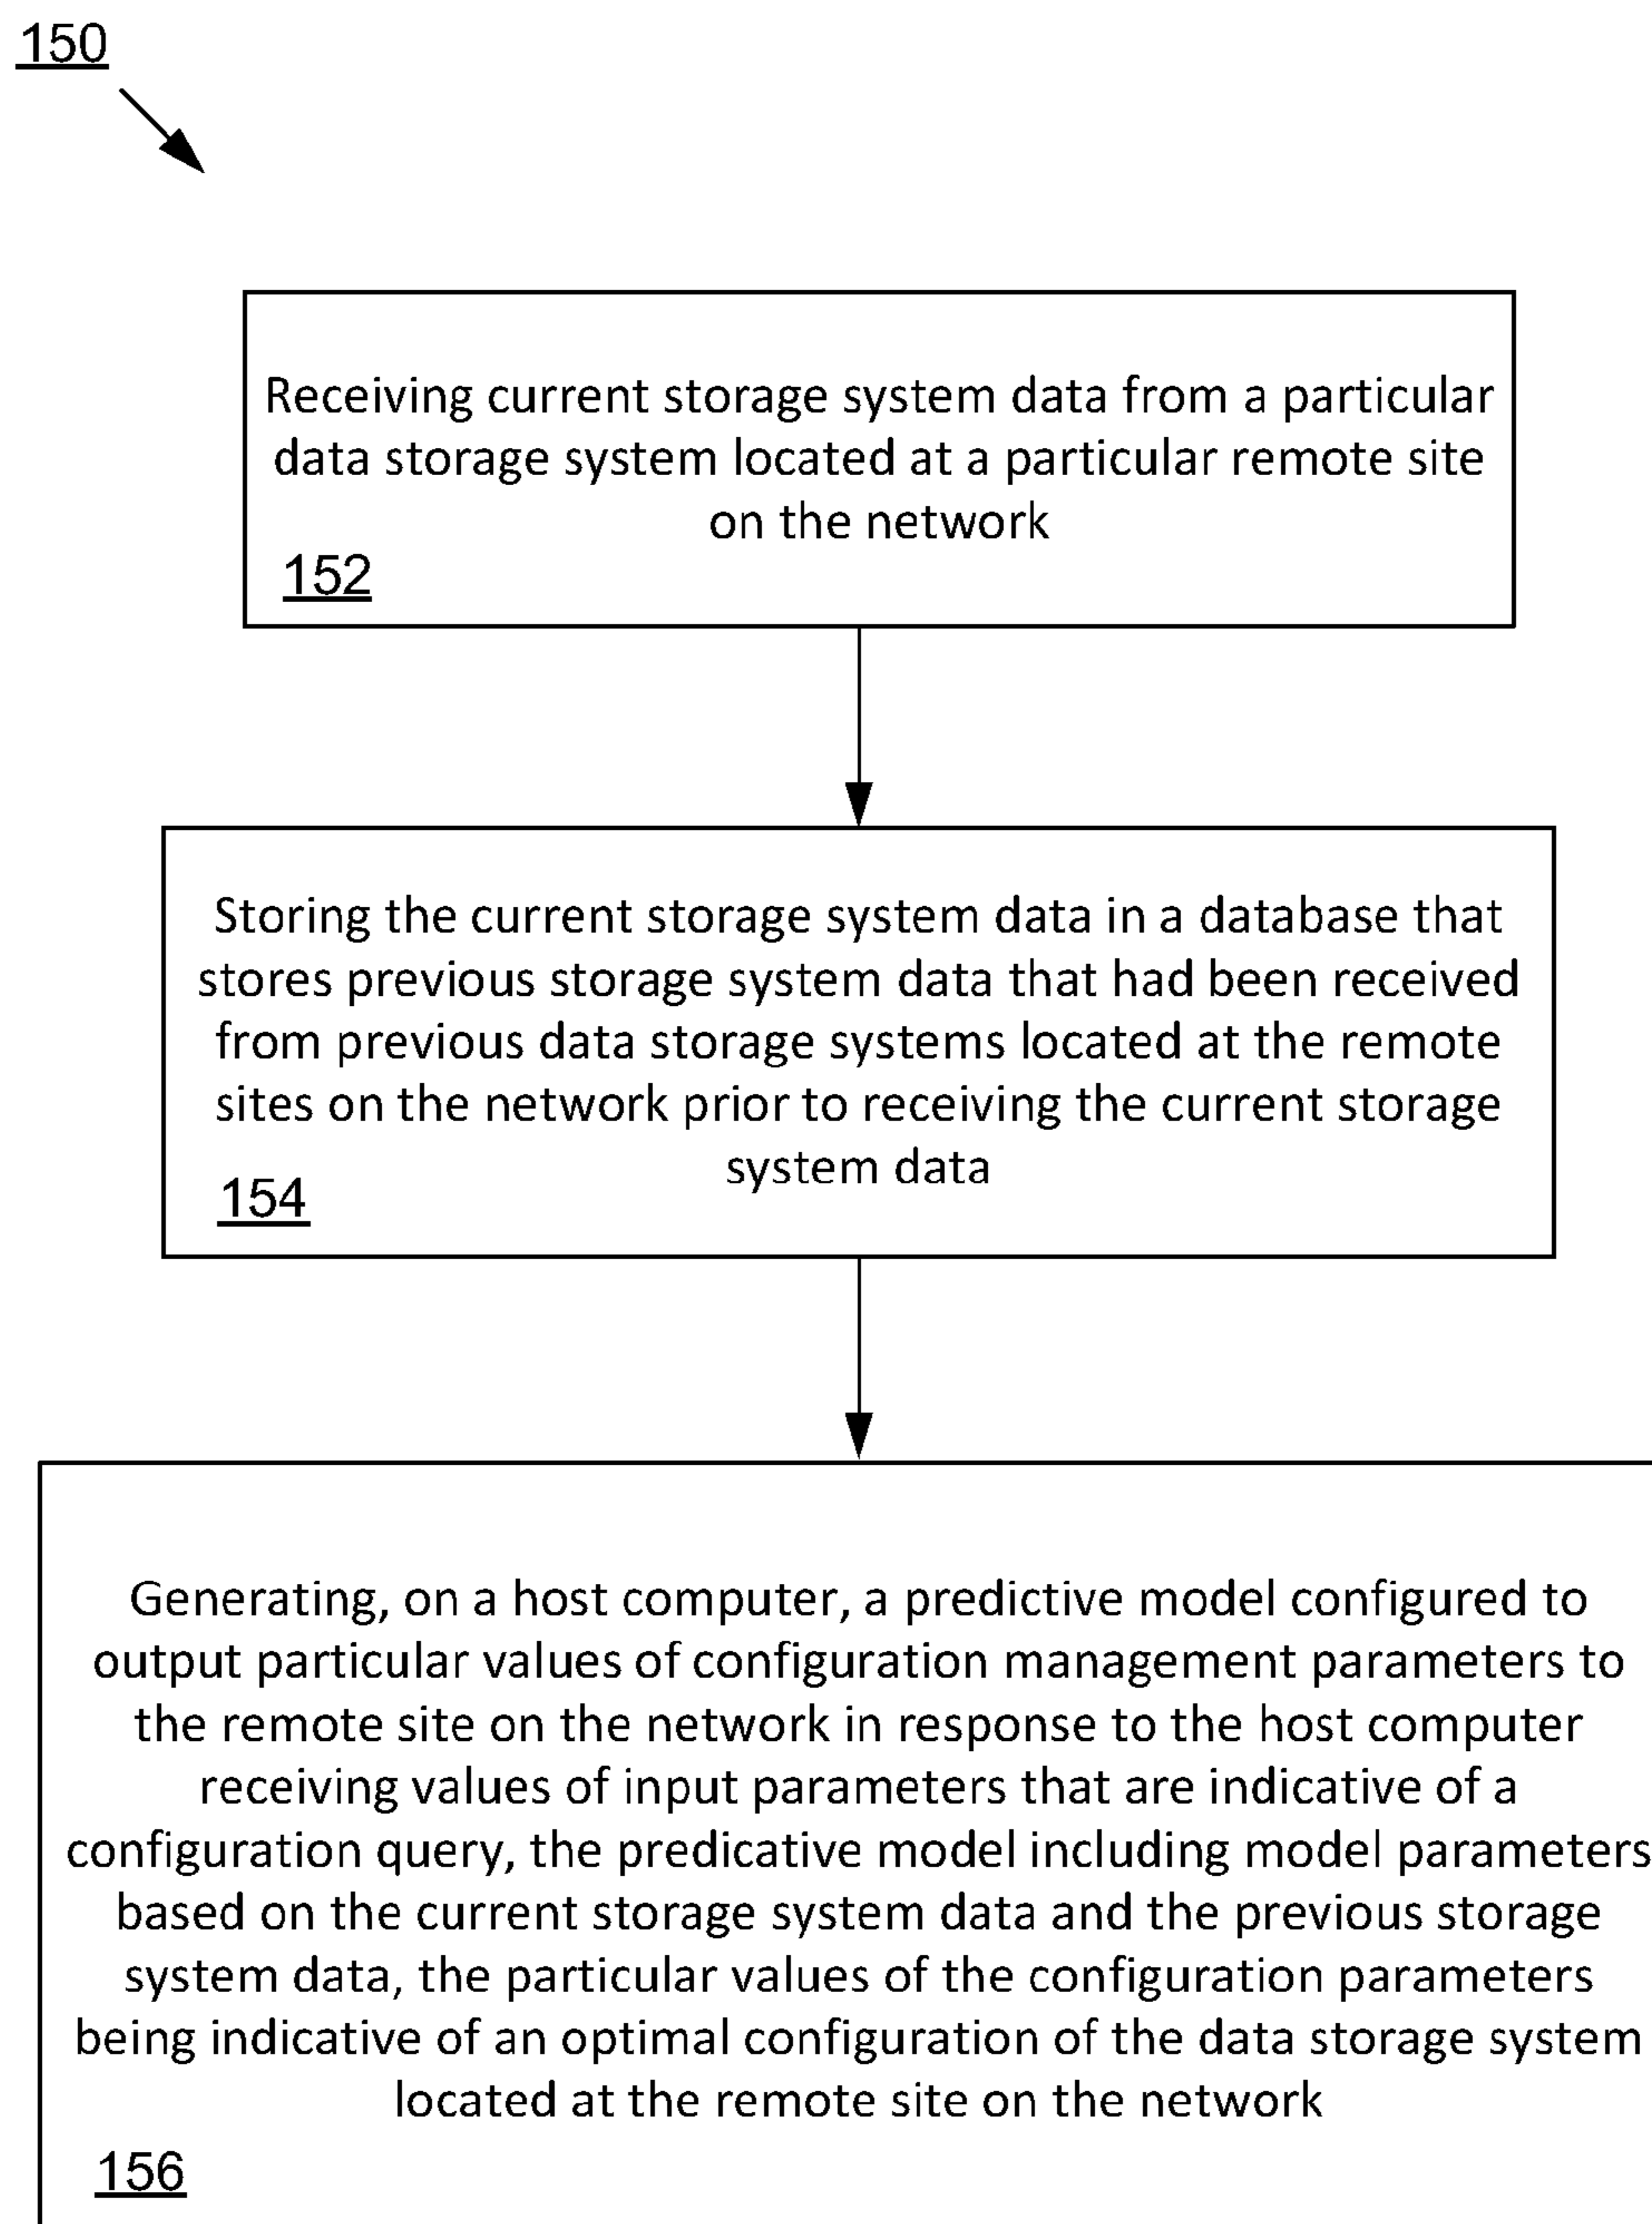 150
Receiving current storage system data from a particular
data storage system located at a particular remote site
on the network
152
Storing the current storage system data in a database that
stores previous storage system data that had been received
from previous data storage systems located at the remote
sites on the network prior to receiving the current storage
system data
154
Generating, on a host computer, a predictive model configured to
output particular values of configuration management parameters to
the remote site on the network in response to the host computer
receiving values of input parameters that are indicative of a
configuration query, the predicative model including model parameters
based on the current storage system data and the previous storage
system data, the particular values of the configuration parameters
being indicative of an optimal configuration of the data storage system
located at the remote site on the network
156